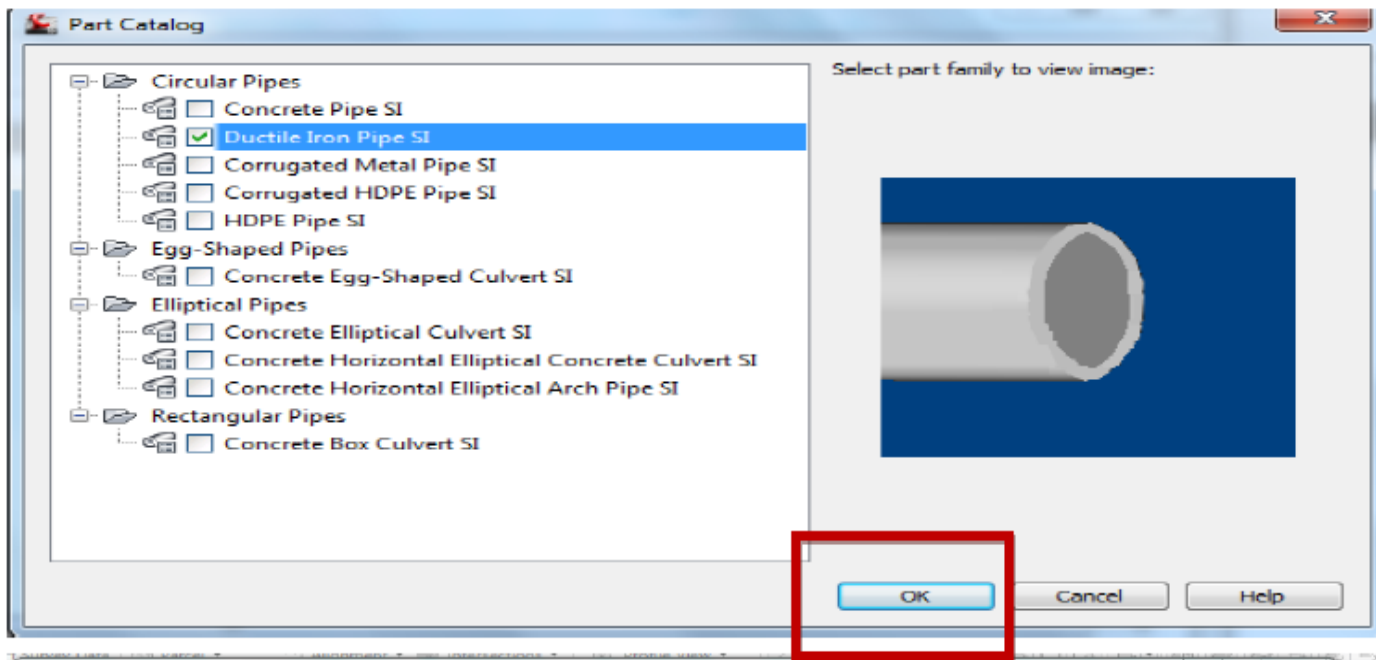 Part Catalog
Select part family to view image:
Circular Pipes
Concrete Pipe SI
Ductile Iron Pipe SI
Corrugated Metal Pipe SI
Corrugated HDPE Pipe SI
HDPE Pipe SI
Egg-Shaped Pipes
Concrete Egg-Shaped Culvert SI
Elliptical Pipes
Concrete Elliptical Culvert SI
Concrete Horizontal Elliptical Concrete Culvert SI
Concrete Horizontal Elliptical Arch Pipe SI
Rectangular Pipes
Concrete Box Culvert SI
OK Cancel Help